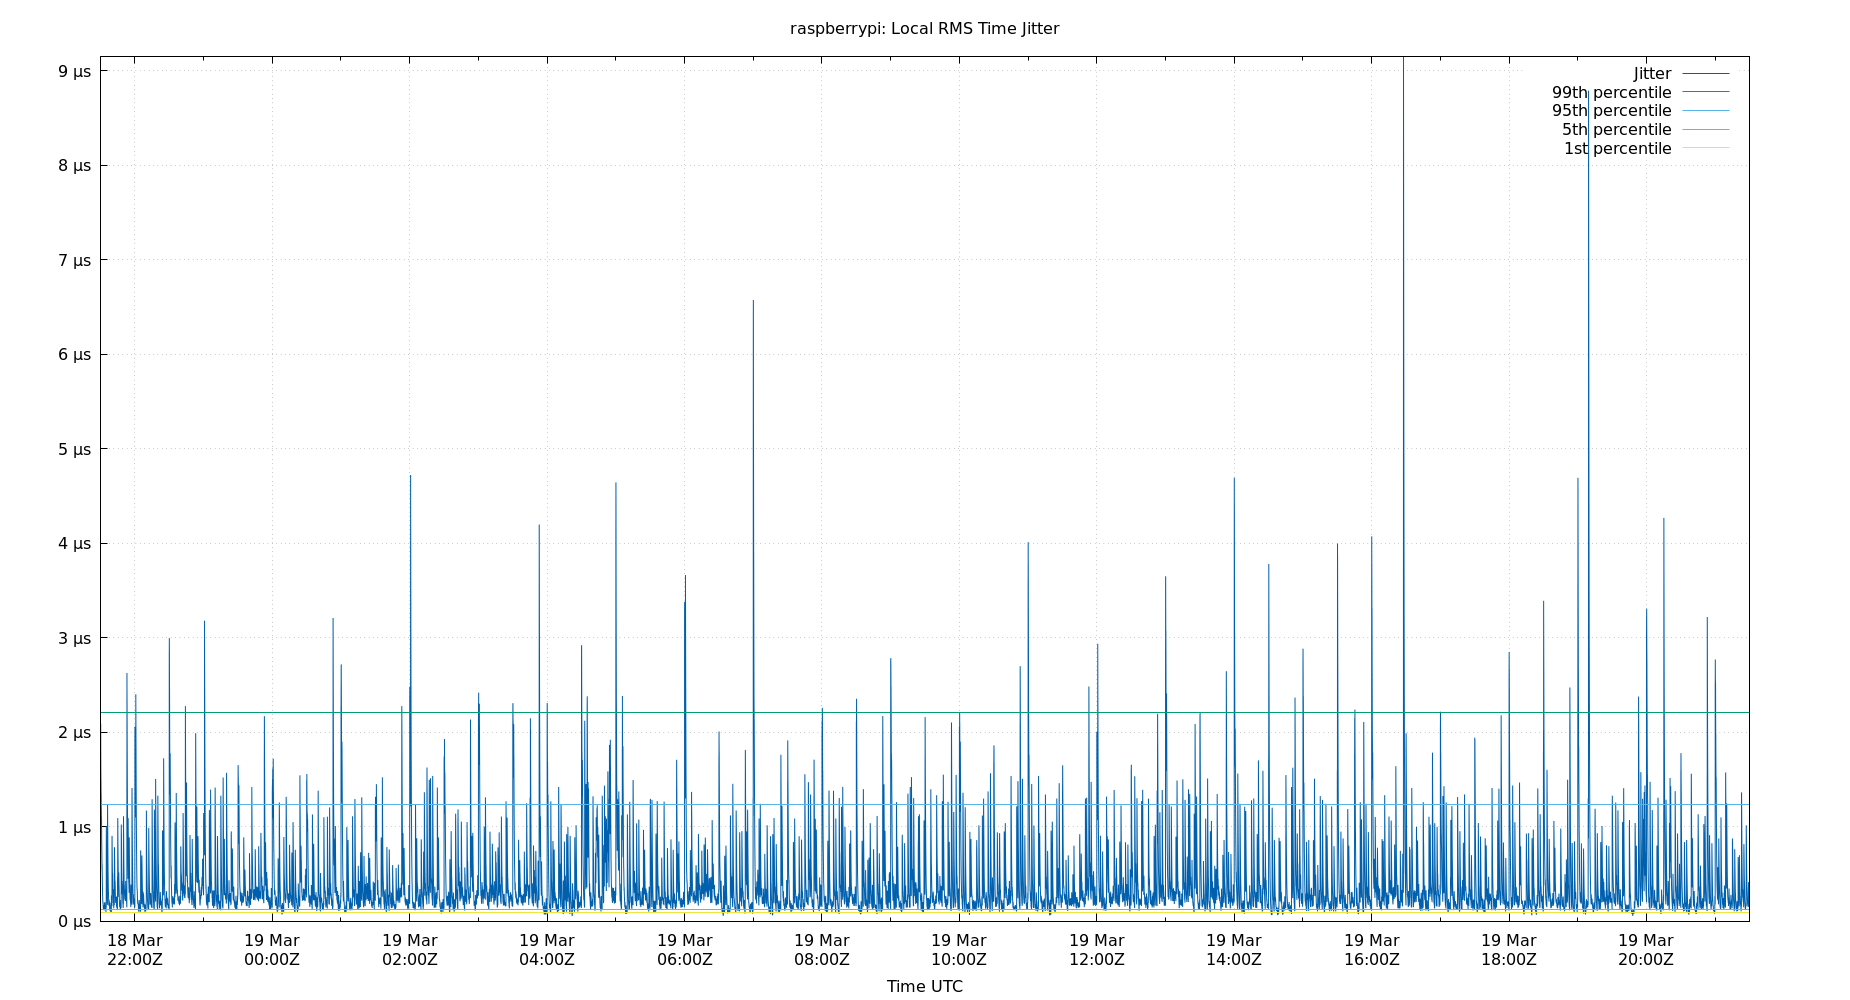 raspberrypi: Local RMS Time Jitter
9 µs
8 µs
7 µs
6 µs
5 µs
4 µs
3 µs
2 µs
1 µs
0 µs
Jitter
99th percentile
95th percentile
5th percentile
1st percentile
18 Mar
22:00Z
19 Mar
00:00Z
19 Mar
02:00Z
19 Mar
04:00Z
19 Mar
06:00Z
19 Mar
08:00Z
19 Mar
10:00Z
19 Mar
12:00Z
19 Mar
14:00Z
19 Mar
16:00Z
19 Mar
18:00Z
19 Mar
20:00Z
Time UTC